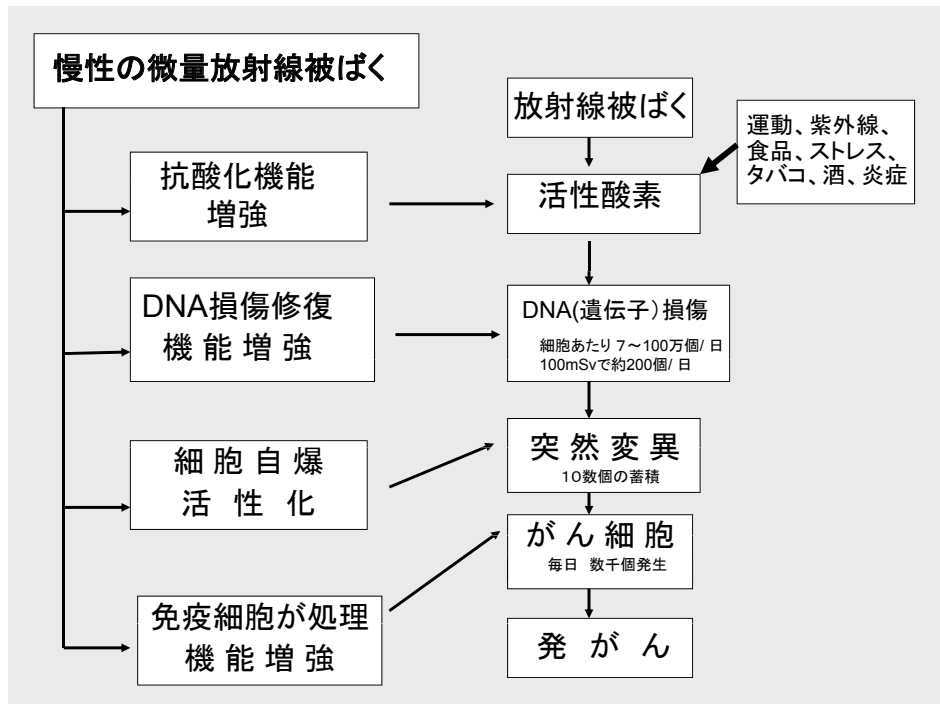 慢性の微量放射線被ばく
放射線被ばく
運動、紫外線、
食品、ストレス、
タバコ、酒、炎症
抗酸化機能
増強
活性酸素
DNA損傷修復
機能増強
DNA(遺伝子)損傷
細胞あたり 7～100万個/ 日
100mSvで約200個/ 日
細胞自爆
活性化
突然変異
10数個の蓄積
がん細胞
毎日 数千個発生
免疫細胞が処理
機能増強
発がん